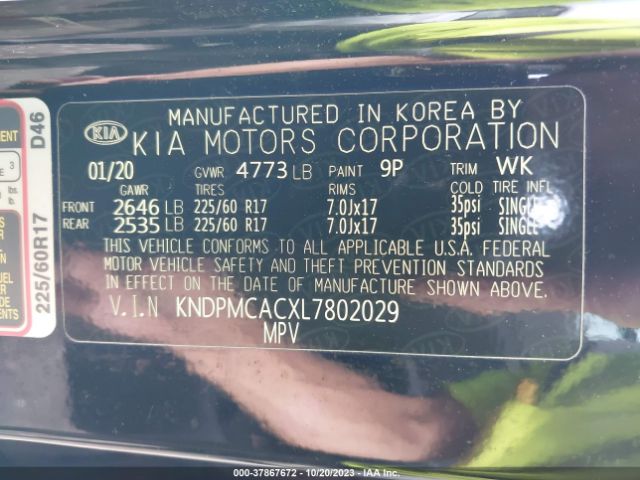 MANUFACTURED IN KOREA BY
KIA KIA MOTORS CORPORATION
01/20 GVWR 4773 LB PAINT 9P TRIM WK
GAWR TIRES RIMS COLD TIRE INFL
FRONT 2646 LB 225/60 R17 7.0Jx17 35psi SINGLE
REAR 2535 LB 225/60 R17 7.0Jx17 35psi SINGLE
THIS VEHICLE CONFORMS TO ALL APPLICABLE U.S.A. FEDERAL
MOTOR VEHICLE SAFETY AND THEFT PREVENTION STANDARDS
IN EFFECT ON THE DATE OF MANUFACTURE SHOWN ABOVE.
V.I.N KNDPMCACXL7802029
MPV
D46
225/60R17
3
lbs.
000-37867672 - 10/20/2023 - IAA Inc.